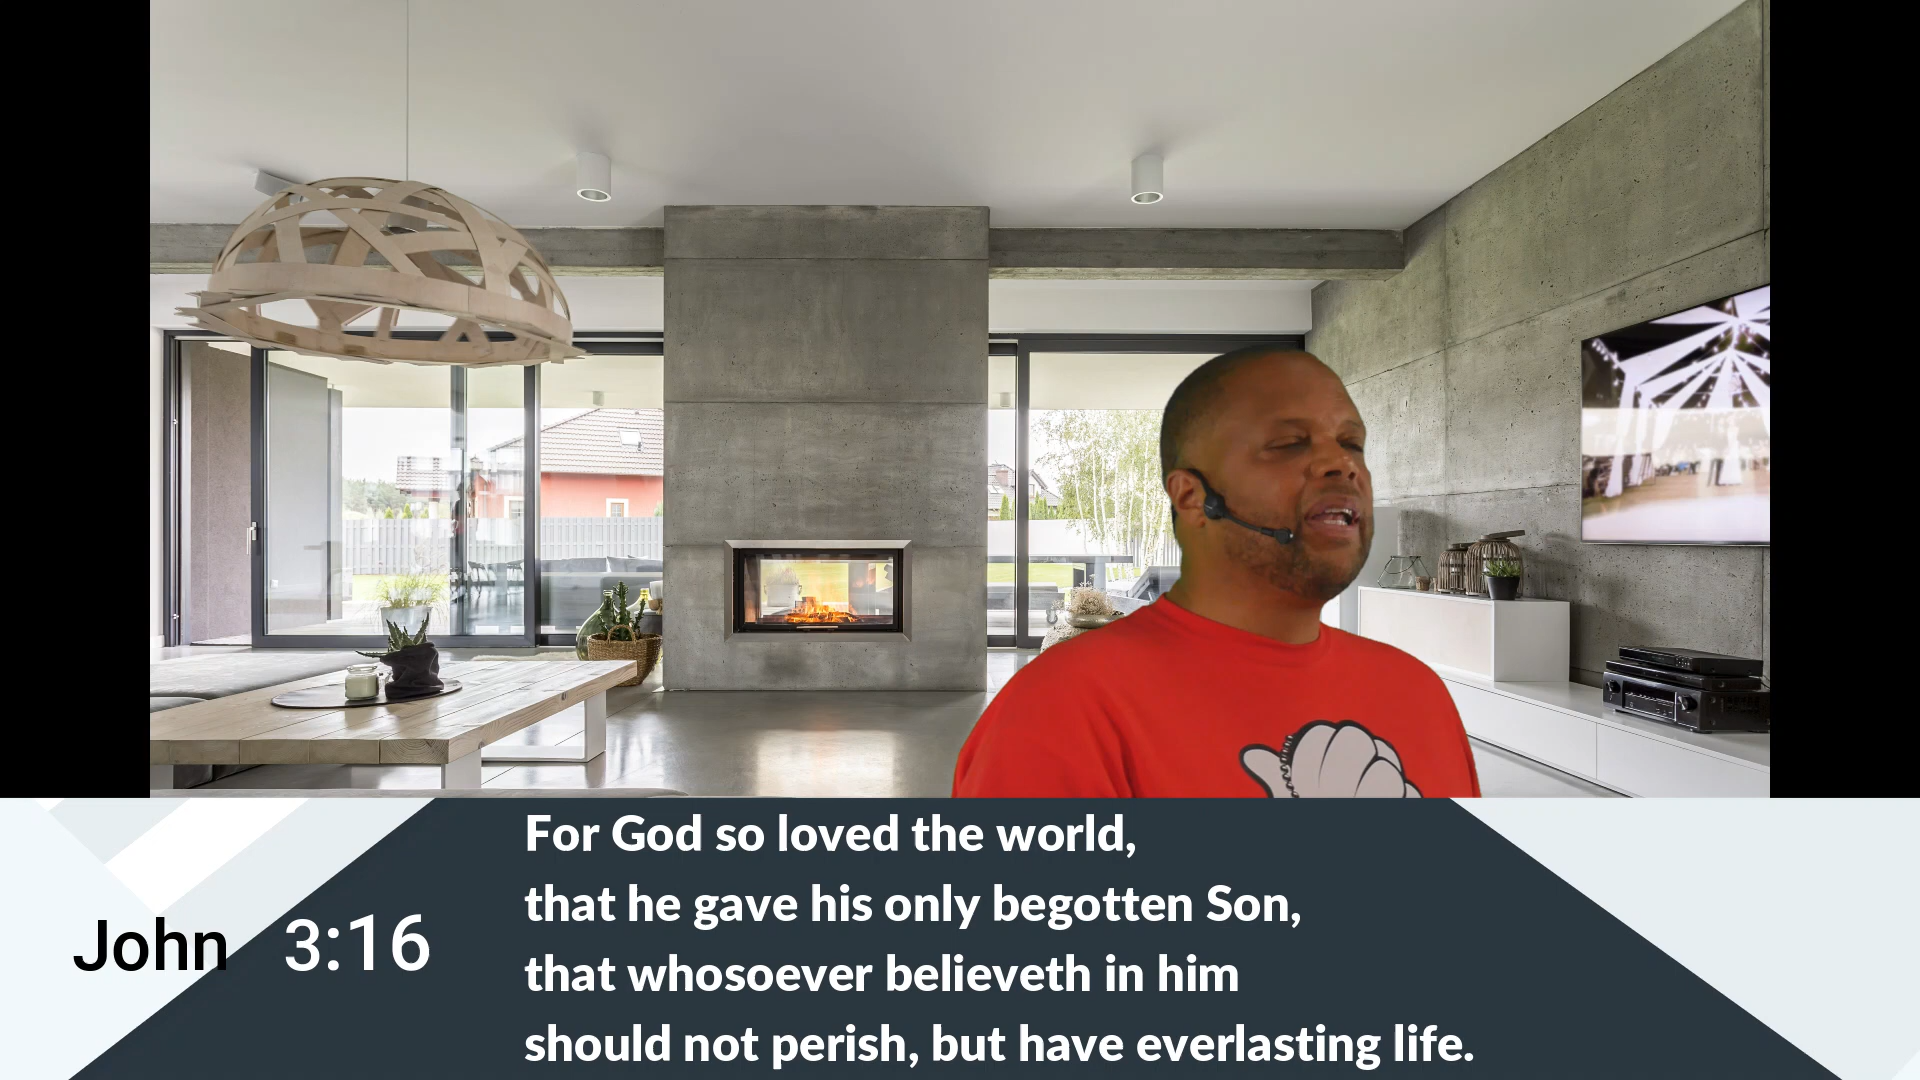 For God so loved the world,
that he gave his only begotten Son,
John 3:16
that whosoever believeth in him
should not perish, but have everlasting life.